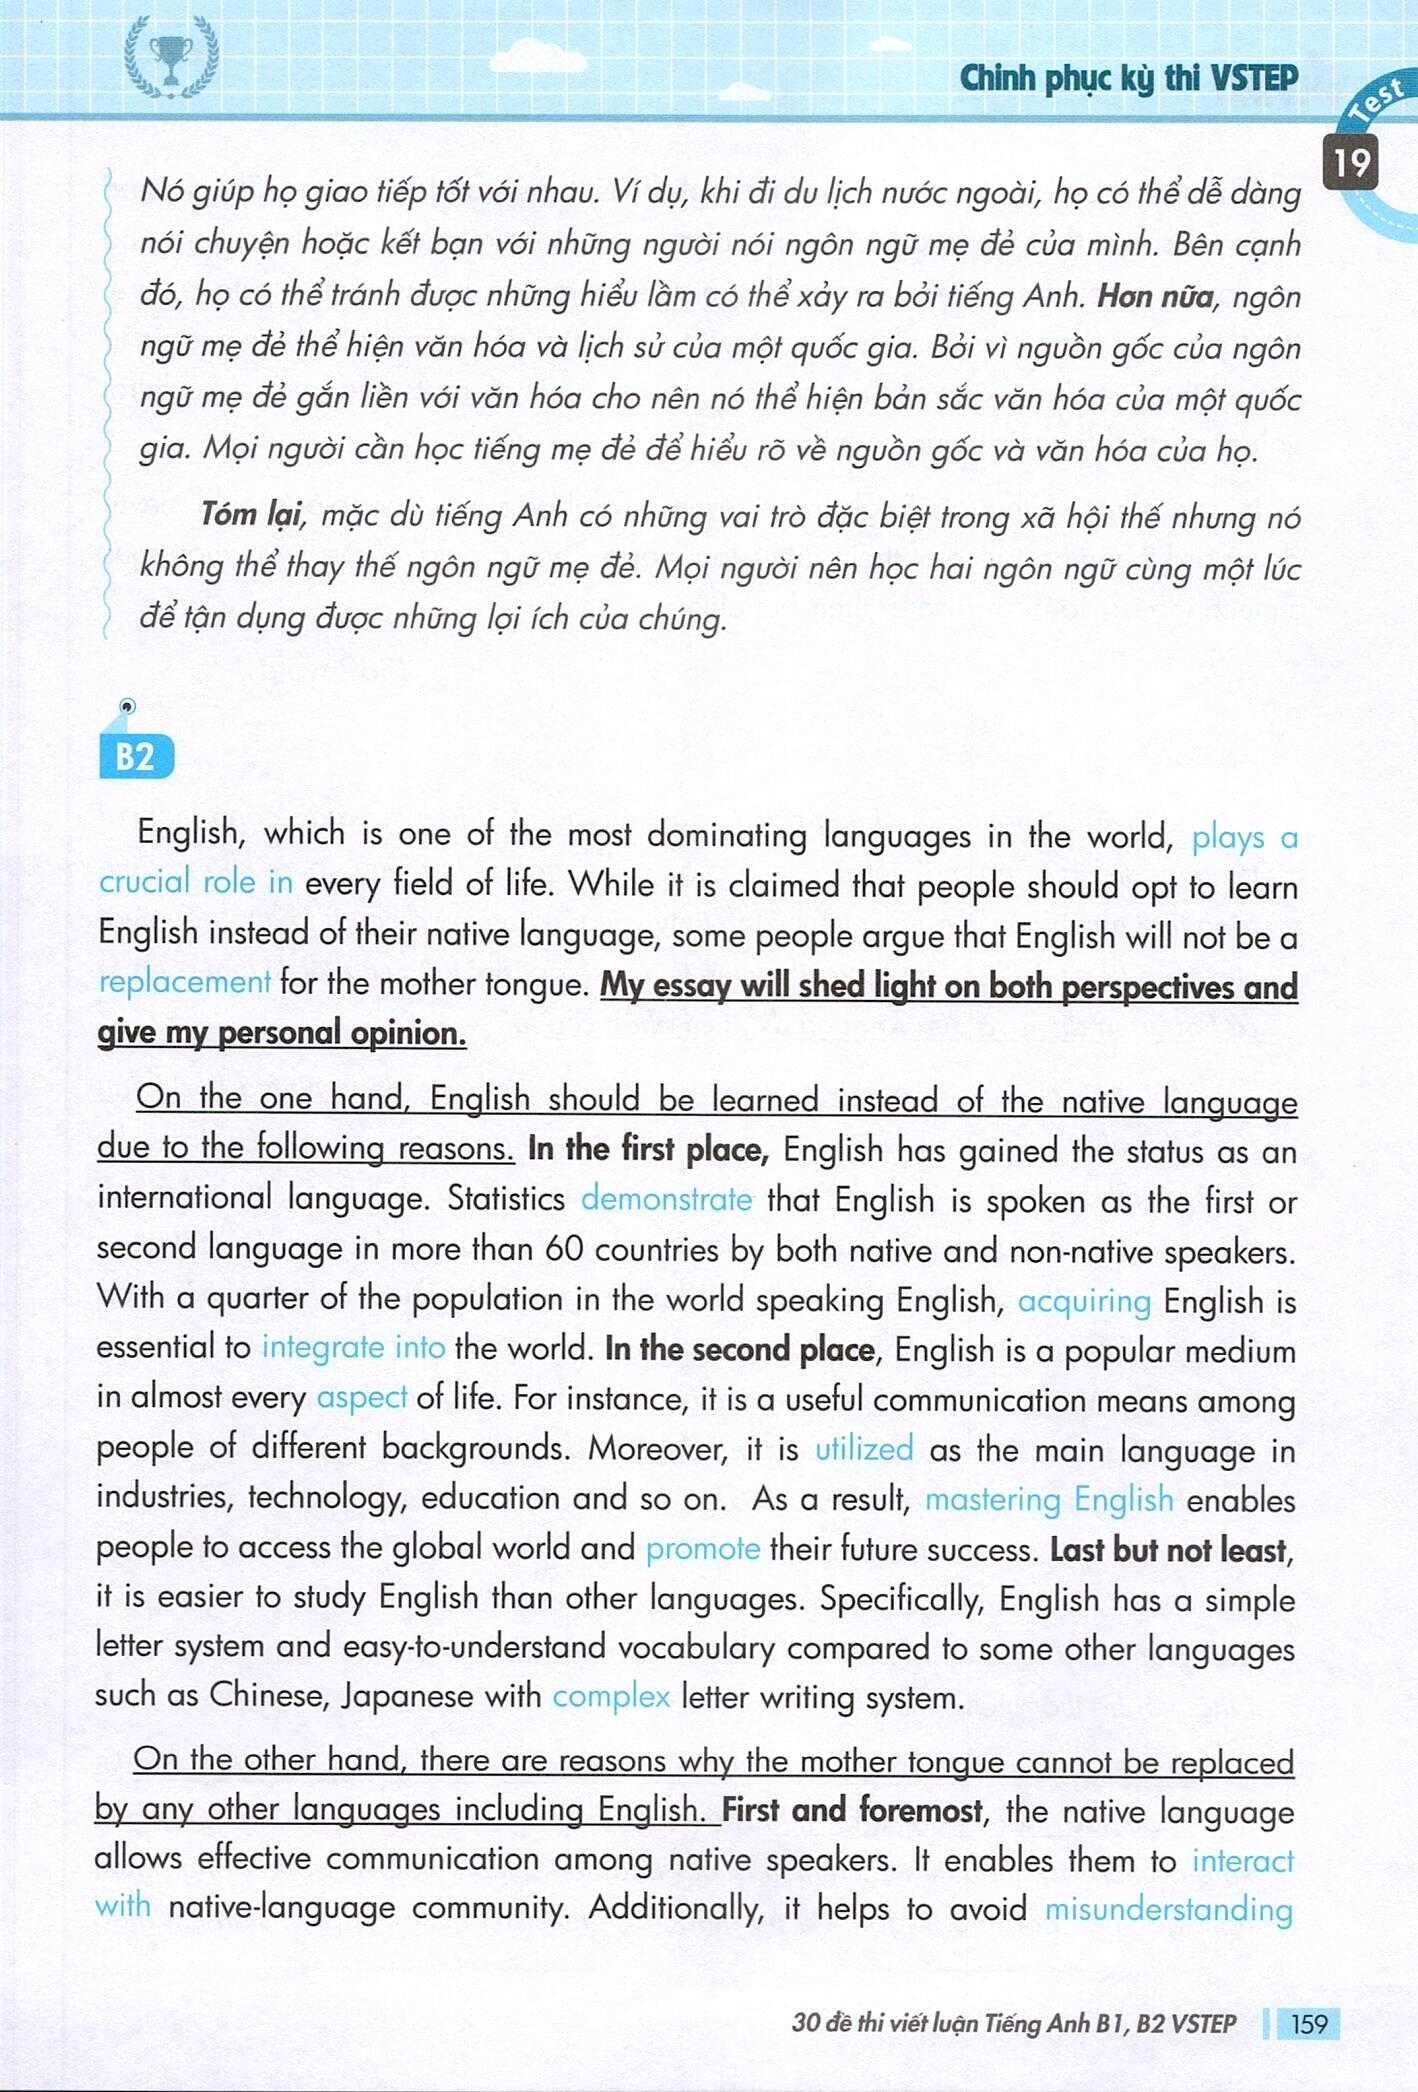 Chinh phục kỳ thi VSTEP
Test
19
Nó giúp họ giao tiếp tốt với nhau. Ví dụ, khi đi du lịch nước ngoài, họ có thể dễ dàng
nói chuyện hoặc kết bạn với những người nói ngôn ngữ mẹ đẻ của mình. Bên cạnh
đó, họ có thể tránh được những hiểu lầm có thể xảy ra bởi tiếng Anh. Hơn nữa, ngôn
ngữ mẹ đẻ thể hiện văn hóa và lịch sử của một quốc gia. Bởi vì nguồn gốc của ngôn
ngữ mẹ đẻ gắn liền với văn hóa cho nên nó thể hiện bản sắc văn hóa của một quốc
gia. Mọi người cần học tiếng mẹ đẻ để hiểu rõ về nguồn gốc và văn hóa của họ.
Tóm lại, mặc dù tiếng Anh có những vai trò đặc biệt trong xã hội thế nhưng nó
không thể thay thế ngôn ngữ mẹ đẻ. Mọi người nên học hai ngôn ngữ cùng một lúc
để tận dụng được những lợi ích của chúng.
B2
English, which is one of the most dominating languages in the world, plays a
crucial role in every field of life. While it is claimed that people should opt to learn
English instead of their native language, some people argue that English will not be a
replacement for the mother tongue. My essay will shed light on both perspectives and
give my personal opinion.
On the one hand, English should be learned instead of the native language
due to the following reasons. In the first place, English has gained the status as an
international language. Statistics demonstrate that English is spoken as the first or
second language in more than 60 countries by both native and non-native speakers.
With a quarter of the population in the world speaking English, acquiring English is
essential to integrate into the world. In the second place, English is a popular medium
in almost every aspect of life. For instance, it is a useful communication means among
people of different backgrounds. Moreover, it is utilized as the main language in
industries, technology, education and so on. As a result, mastering English enables
people to access the global world and promote their future success. Last but not least,
it is easier to study English than other languages. Specifically, English has a simple
letter system and easy-to-understand vocabulary compared to some other languages
such as Chinese, Japanese with complex letter writing system.
On the other hand, there are reasons why the mother tongue cannot be replaced
by any other languages including English. First and foremost, the native language
allows effective communication among native speakers. It enables them to interact
with native-language community. Additionally, it helps to avoid misunderstanding
30 đề thi viết luận Tiếng Anh B1, B2 VSTEP
159